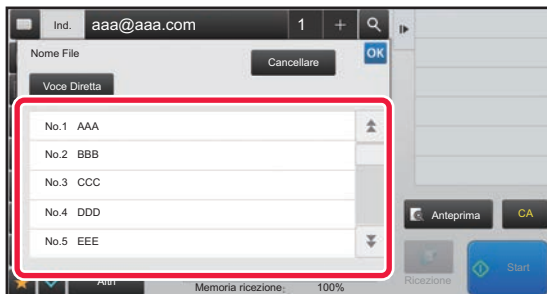 Ind. aaa@aaa.com 1 +
Nome File
Cancellare
OK
Voce Diretta
No.1 AAA
No.2 BBB
No.3 CCC
No.4 DDD
No.5 EEE
Anteprima
CA
Ricezione
Start
Altri
Memoria ricezione: 100%